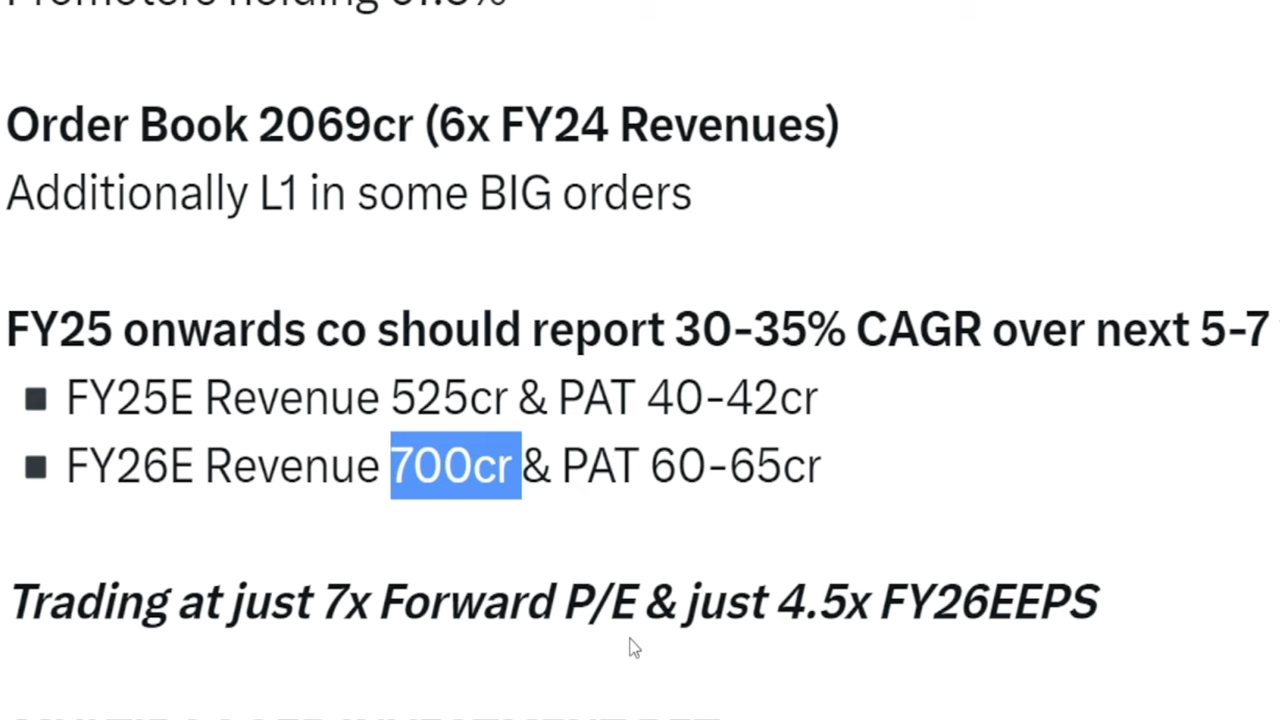 Promoters holding
Order Book 2069cr (6x FY24 Revenues)
Additionally L1 in some BIG orders
FY25 onwards co should report 30-35% CAGR over next 5-7
■ FY25E Revenue 525cr & PAT 40-42cr
■ FY26E Revenue 700cr & PAT 60-65cr
Trading at just 7x Forward P/E & just 4.5x FY26EEPS